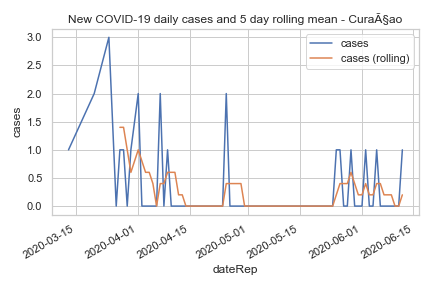 New COVID-19 daily cases and 5 day rolling mean - CuraÃ§ao
cases
cases (rolling)
3.0
2.5
2.0
1.5
1.0
0.5
0.0
cases
2020-03-15
2020-04-01
2020-04-15
2020-05-01
2020-05-15
2020-06-01
2020-06-15
dateRep